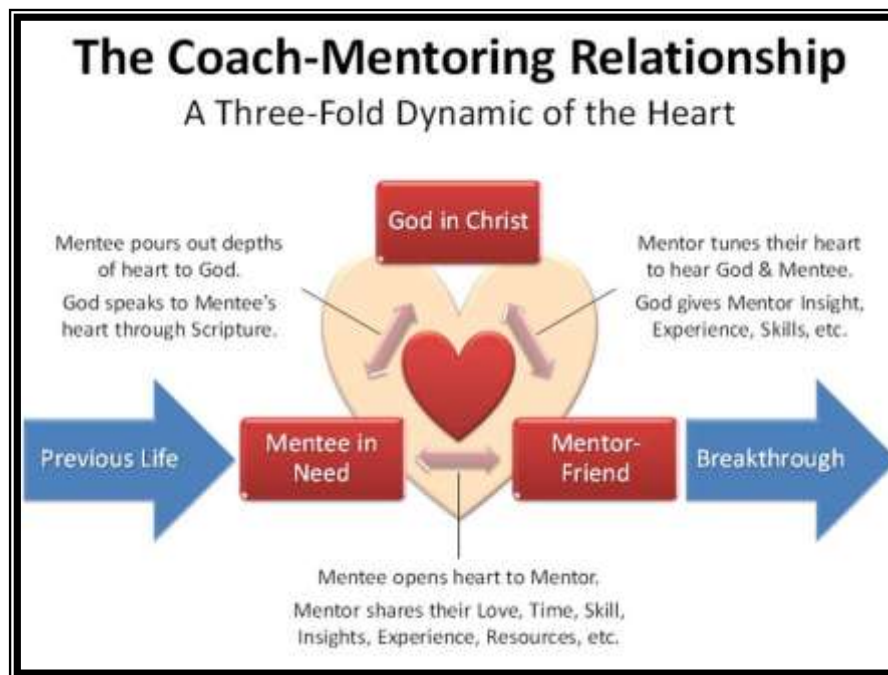 The Coach-Mentoring Relationship
A Three-Fold Dynamic of the Heart
God in Christ
Mentee pours out depths
of heart to God.
God speaks to Mentee's
heart through Scripture.
Mentor tunes their heart
to hear God & Mentee.
God gives Mentor Insight,
Experience, Skills, etc.
Previous Life
Mentee in
Need
Mentor-
Friend
Breakthrough
Mentee opens heart to Mentor.
Mentor shares their Love, Time, Skill,
Insights, Experience, Resources, etc.